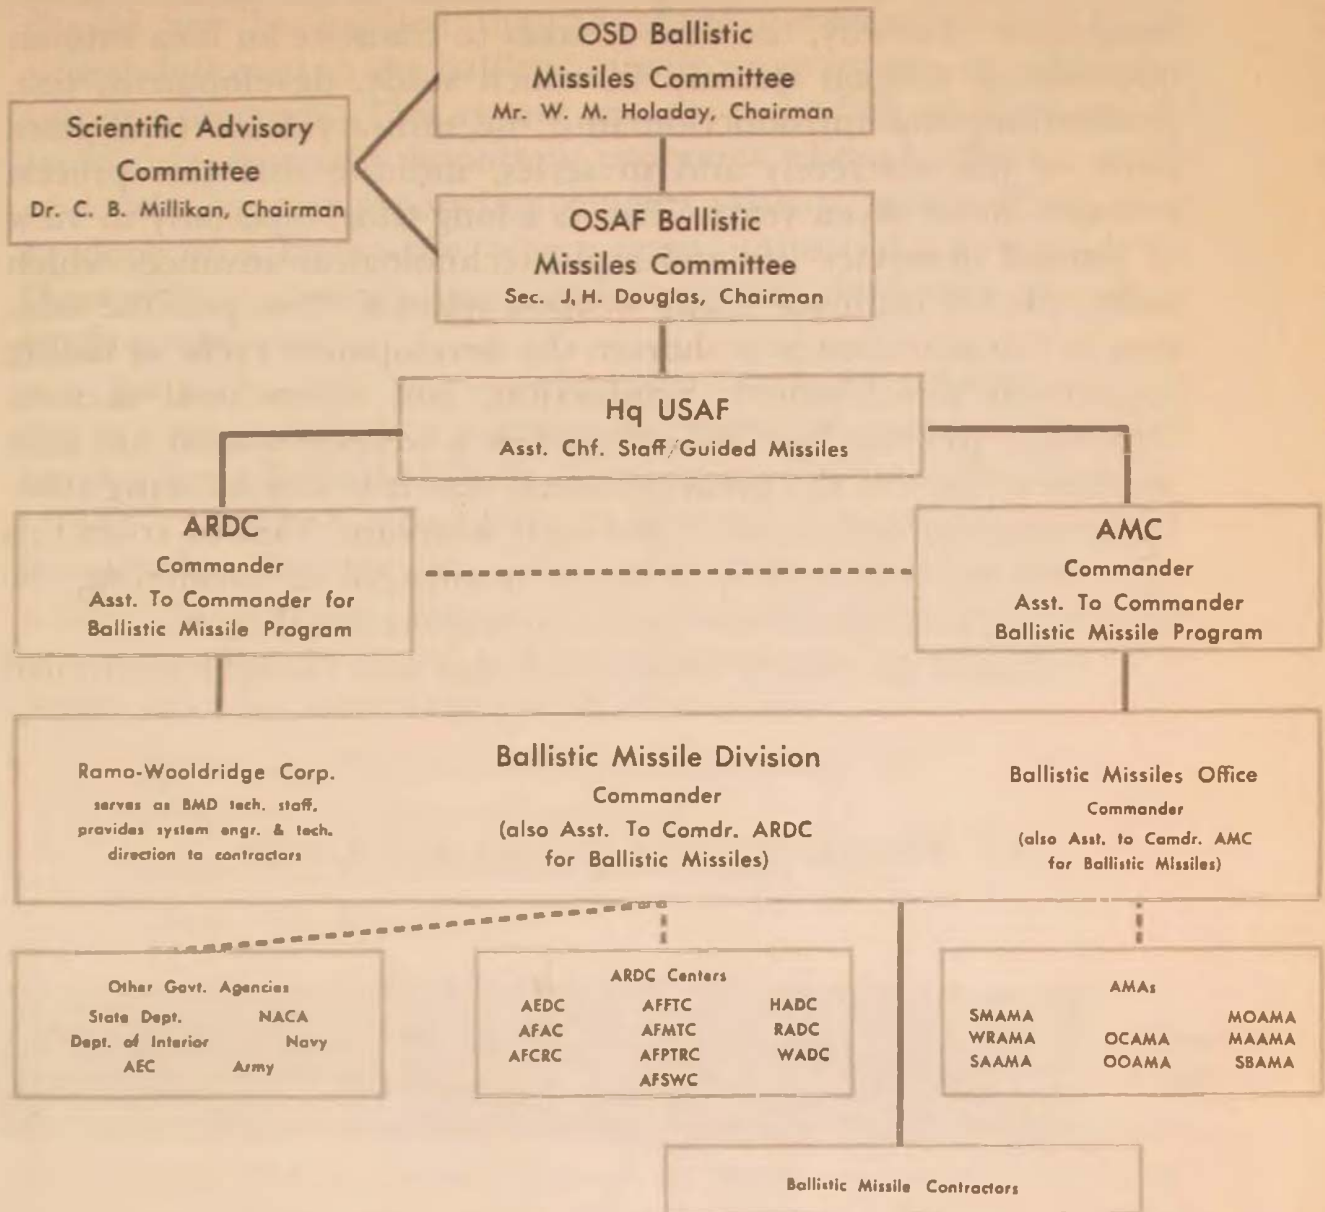 OSD Ballistic
Missiles Committee
Mr. W. M. Holaday, Chairman
Scientific Advisory
Committee
Dr. C. B. Millikan, Chairman
OSAF Ballistic
Missiles Committee
Sec. J. H. Douglas, Chairman
Hq USAF
Asst. Chf. Staff/Guided Missiles
ARDC
Commander
Asst. To Commander for
Ballistic Missile Program
AMC
Commander
Asst. To Commander
Ballistic Missile Program
Ramo-Wooldridge Corp.
serves as BMD tech. staff,
provides system engr. & tech.
direction to contractors
Ballistic Missile Division
Commander
(also Asst. To Comdr. ARDC
for Ballistic Missiles)
Ballistic Missiles Office
Commander
(also Asst. to Comdr. AMC
for Ballistic Missiles)
Other Govt. Agencies
State Dept. NACA
Dept. of Interior Navy
AEC Army
ARDC Centers
AEDC AFFTC HADC
AFAC AFMTC RADC
AFCRC AFPTRC WADC
AFSWC
AMAs
SMAMA MOAMA
WRAMA OCAMA MAAMA
SAAMA OOAMA SBAMA
Ballistic Missile Contractors